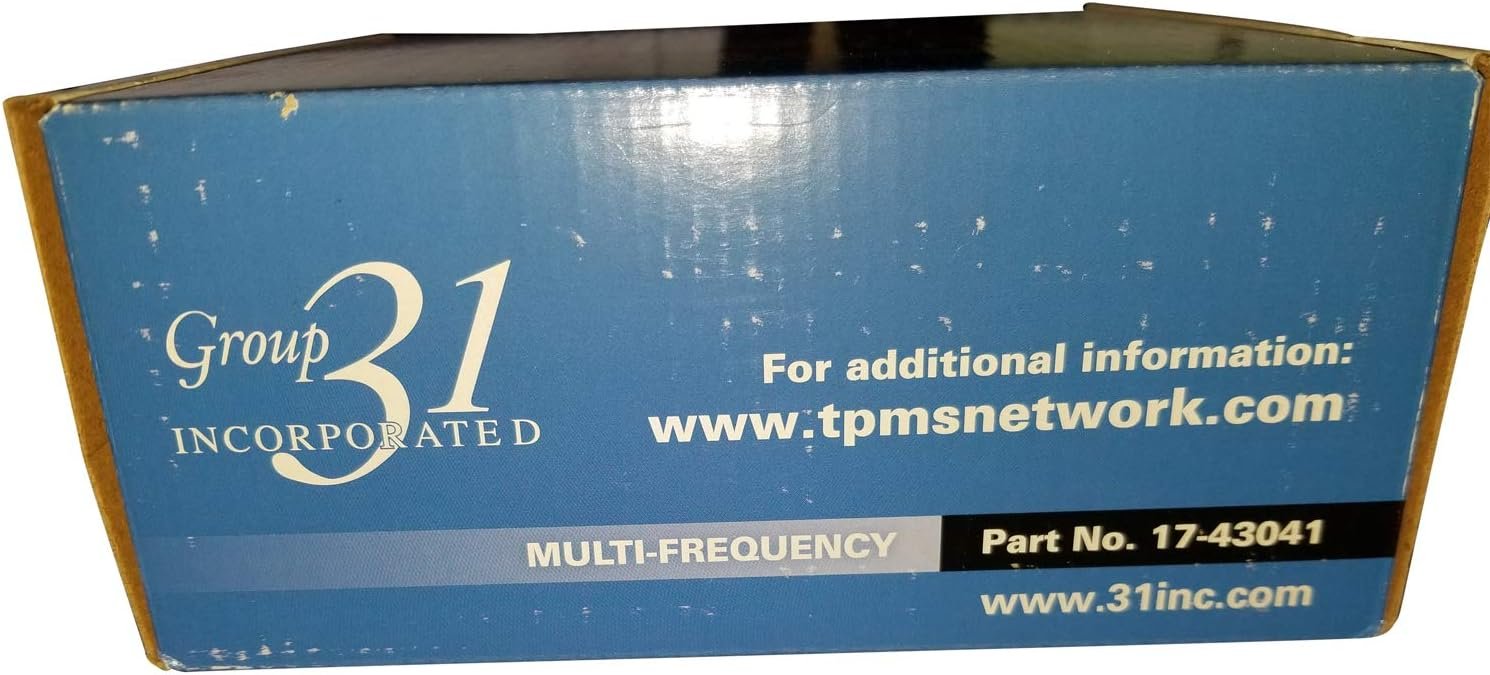 Group 31
INCORPORATED
For additional information:
www.tpmsnetwork.com
MULTI-FREQUENCY
Part No. 17-43041
www.31inc.com